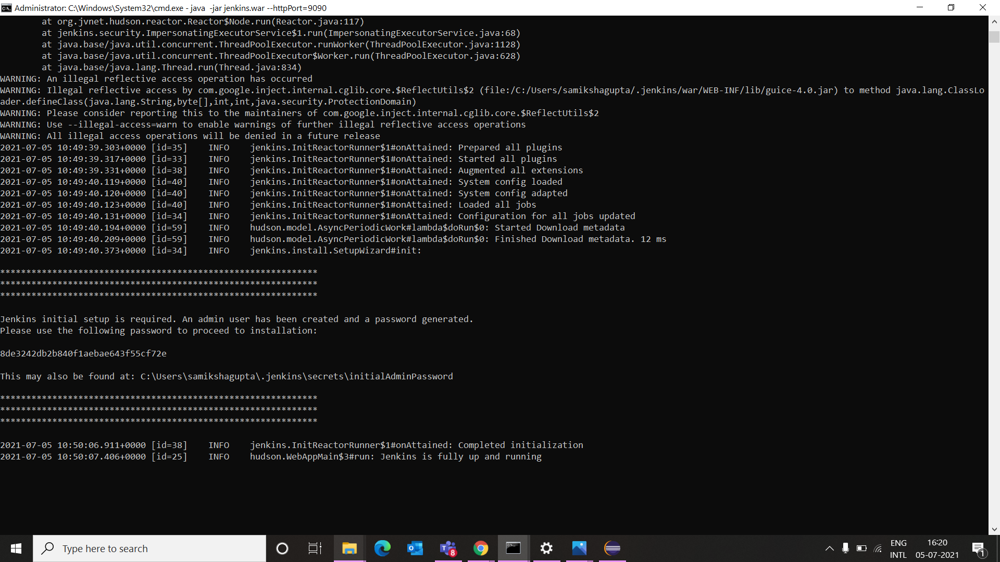 Administrator: C:\Windows\System32\cmd.exe - java  -jar jenkins.war --httpPort=9090
        at org.jvnet.hudson.reactor.Reactor$Node.run(Reactor.java:117)
        at jenkins.security.ImpersonatingExecutorService$1.run(ImpersonatingExecutorService.java:68)
        at java.base/java.util.concurrent.ThreadPoolExecutor.runWorker(ThreadPoolExecutor.java:1128)
        at java.base/java.util.concurrent.ThreadPoolExecutor$Worker.run(ThreadPoolExecutor.java:628)
        at java.base/java.lang.Thread.run(Thread.java:834)
WARNING: An illegal reflective access operation has occurred
WARNING: Illegal reflective access by com.google.inject.internal.cglib.core.$ReflectUtils$2 (file:/C:/Users/samikshagupta/.jenkins/war/WEB-INF/lib/guice-4.0.jar) to method java.lang.ClassLo
ader.defineClass(java.lang.String,byte[],int,int,java.security.ProtectionDomain)
WARNING: Please consider reporting this to the maintainers of com.google.inject.internal.cglib.core.$ReflectUtils$2
WARNING: Use --illegal-access=warn to enable warnings of further illegal reflective access operations
WARNING: All illegal access operations will be denied in a future release
2021-07-05 10:49:39.303+0000 [id=35]    INFO    jenkins.InitReactorRunner$1#onAttained: Prepared all plugins
2021-07-05 10:49:39.317+0000 [id=33]    INFO    jenkins.InitReactorRunner$1#onAttained: Started all plugins
2021-07-05 10:49:39.331+0000 [id=38]    INFO    jenkins.InitReactorRunner$1#onAttained: Augmented all extensions
2021-07-05 10:49:40.119+0000 [id=40]    INFO    jenkins.InitReactorRunner$1#onAttained: System config loaded
2021-07-05 10:49:40.120+0000 [id=40]    INFO    jenkins.InitReactorRunner$1#onAttained: System config adapted
2021-07-05 10:49:40.123+0000 [id=40]    INFO    jenkins.InitReactorRunner$1#onAttained: Loaded all jobs
2021-07-05 10:49:40.131+0000 [id=34]    INFO    jenkins.InitReactorRunner$1#onAttained: Configuration for all jobs updated
2021-07-05 10:49:40.194+0000 [id=59]    INFO    hudson.model.AsyncPeriodicWork#lambda$doRun$0: Started Download metadata
2021-07-05 10:49:40.209+0000 [id=59]    INFO    hudson.model.AsyncPeriodicWork#lambda$doRun$0: Finished Download metadata. 12 ms
2021-07-05 10:49:40.373+0000 [id=34]    INFO    jenkins.install.SetupWizard#init:
*************************************************************
*************************************************************
*************************************************************
Jenkins initial setup is required. An admin user has been created and a password generated.
Please use the following password to proceed to installation:
8de3242db2b840f1aebae643f55cf72e
This may also be found at: C:\Users\samikshagupta\.jenkins\secrets\initialAdminPassword
*************************************************************
*************************************************************
*************************************************************
2021-07-05 10:50:06.911+0000 [id=38]    INFO    jenkins.InitReactorRunner$1#onAttained: Completed initialization
2021-07-05 10:50:07.406+0000 [id=25]    INFO    hudson.WebAppMain$3#run: Jenkins is fully up and running
Type here to search
8
ENG
INTL
16:20
05-07-2021
1